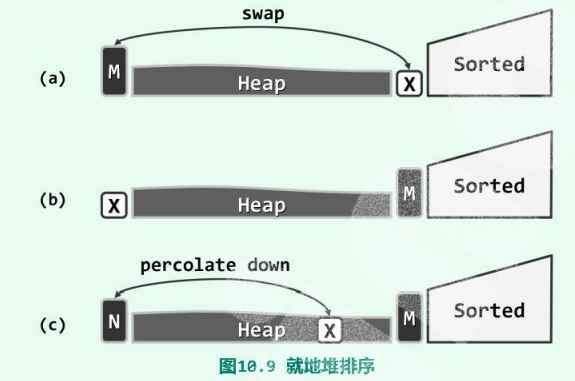 swap
(a) M Heap X Sorted
(b) X Heap M Sorted
percolate down
(c) N Heap X M Sorted
图10.9 就地堆排序